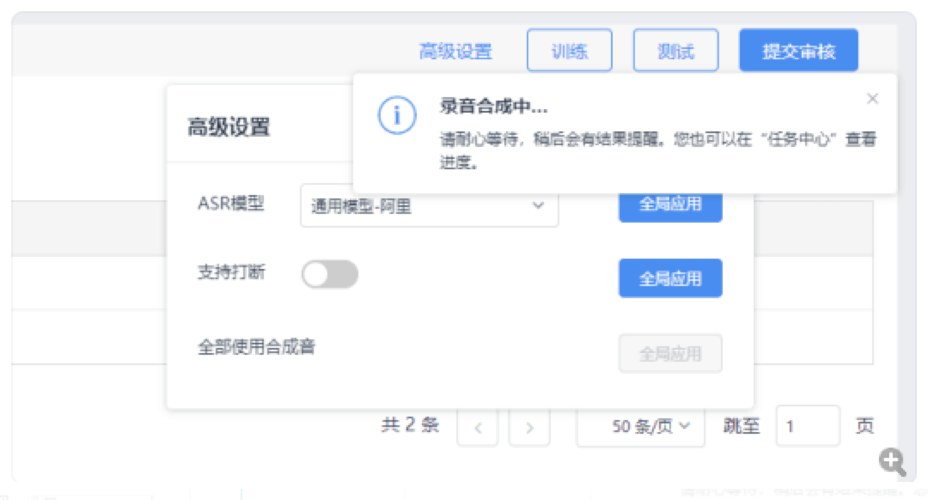 高级设置 训练 测试 提交审核
录音合成中...
请耐心等待，稍后会有结果提醒。您也可以在“任务中心”查看
进度。
高级设置
ASR模型 通用模型-阿里 全局应用
支持打断 全局应用
全部使用合成音 全局应用
共 2 条 < > 50 条/页 跳至 1 页